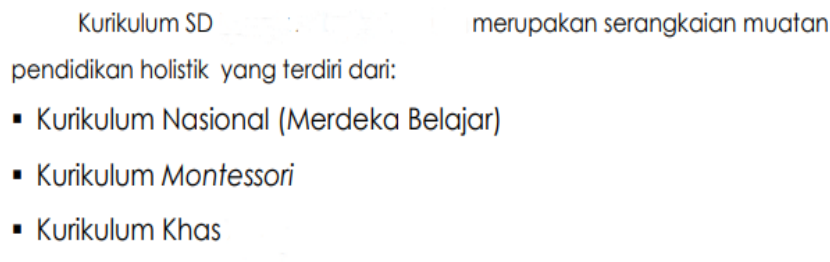 Kurikulum SD merupakan serangkaian muatan
pendidikan holistik yang terdiri dari:
▪ Kurikulum Nasional (Merdeka Belajar)
▪ Kurikulum Montessori
▪ Kurikulum Khas